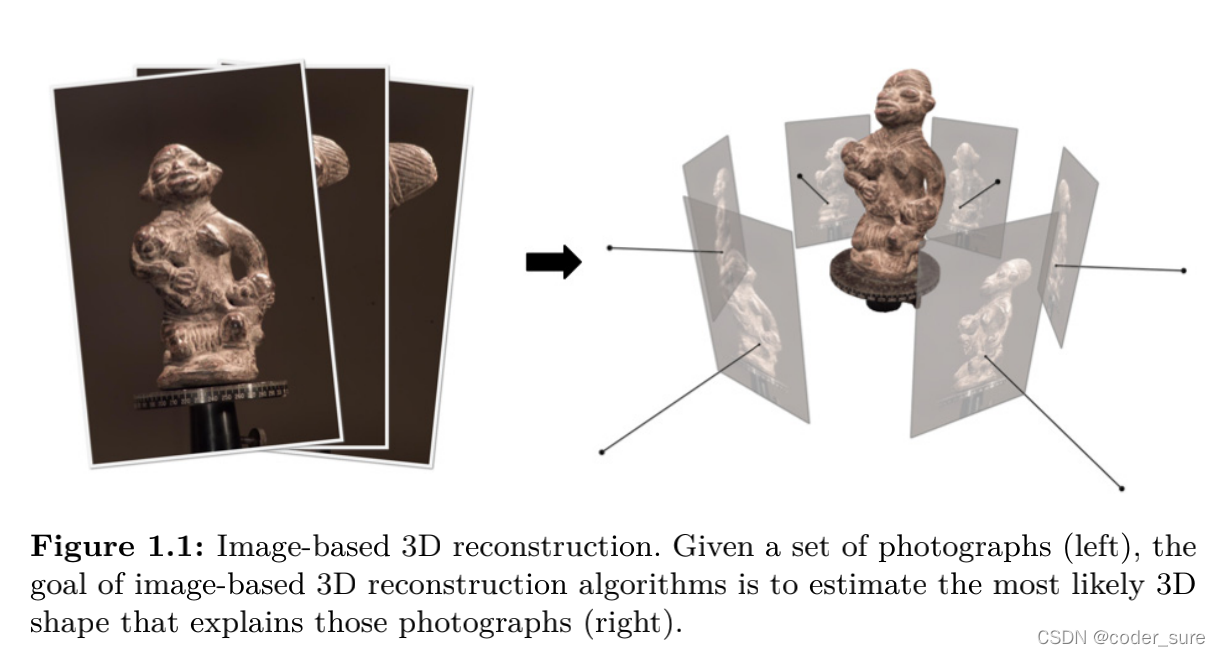 Figure 1.1: Image-based 3D reconstruction. Given a set of photographs (left), the
goal of image-based 3D reconstruction algorithms is to estimate the most likely 3D
shape that explains those photographs (right).
CSDN @coder_sure